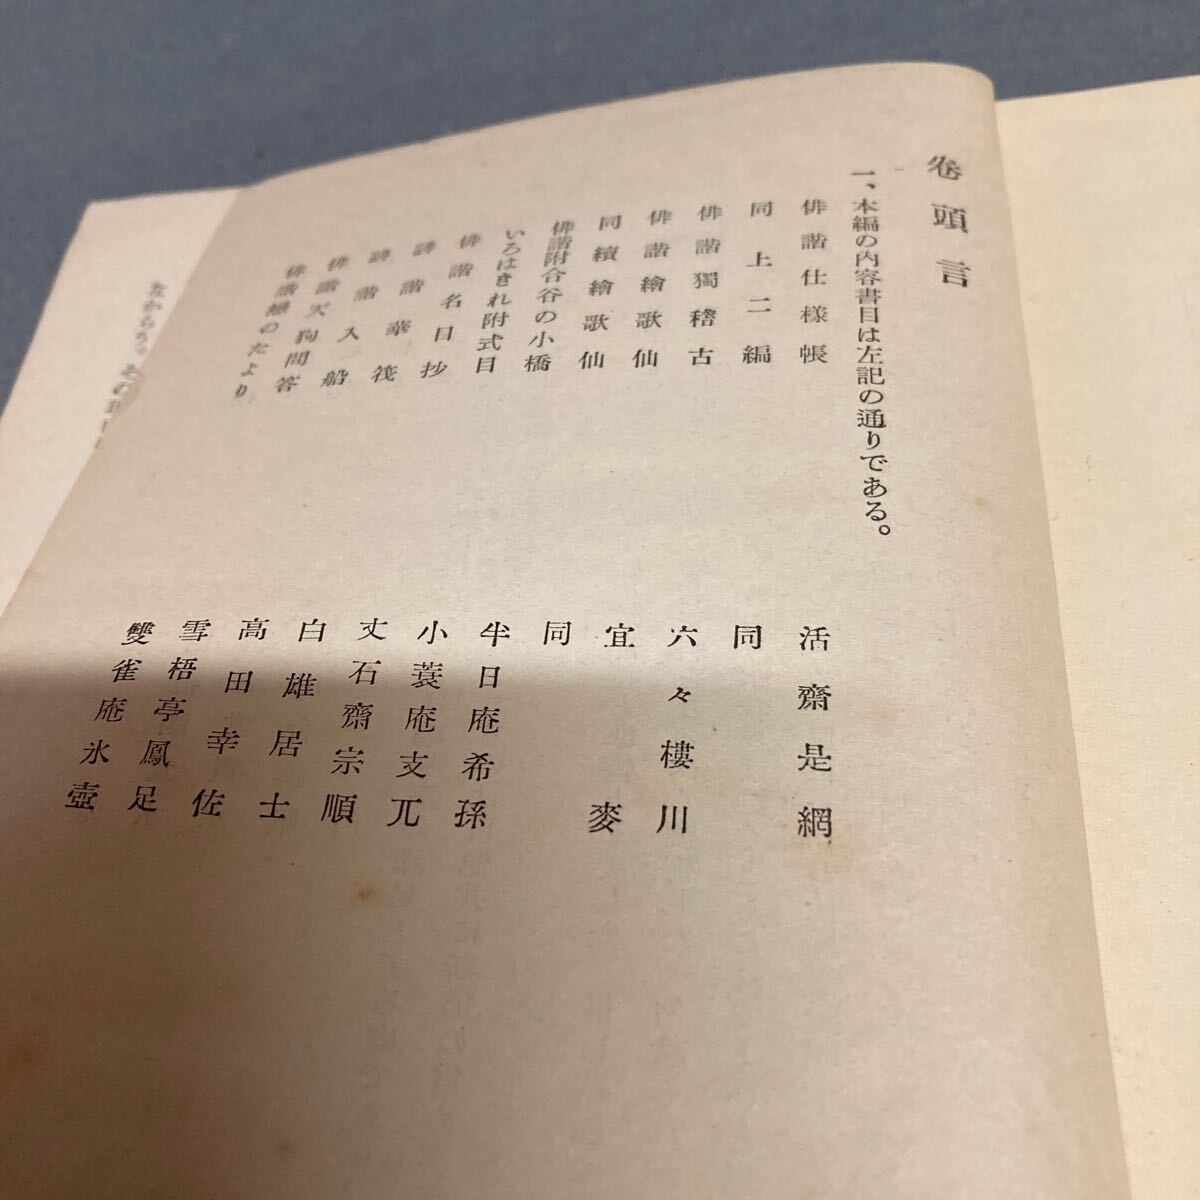 卷頭言
一、本編の内容書目は左記の通りである。
俳諧仕様帳 活齋是網
同上二編 同
俳諧獨稽古 六々樓川
俳諧繪歌仙 宜麥
同續繪歌仙 同
俳諧附合谷の小橋 半日庵希孫
いろはきれ附式目 小蓑庵支兀
俳諧名日抄 丈石齋宗順
誹諧華筏 白雄居士
誹諧入船 高田幸佐
俳諧天狗問答 雪梧亭鳳足
俳諧のたより 雙雀庵氷壺